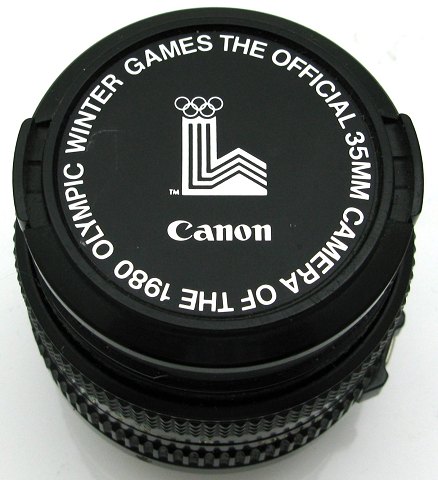 THE OFFICIAL 35MM CAMERA OF THE 1980 OLYMPIC WINTER GAMES
TM
Canon